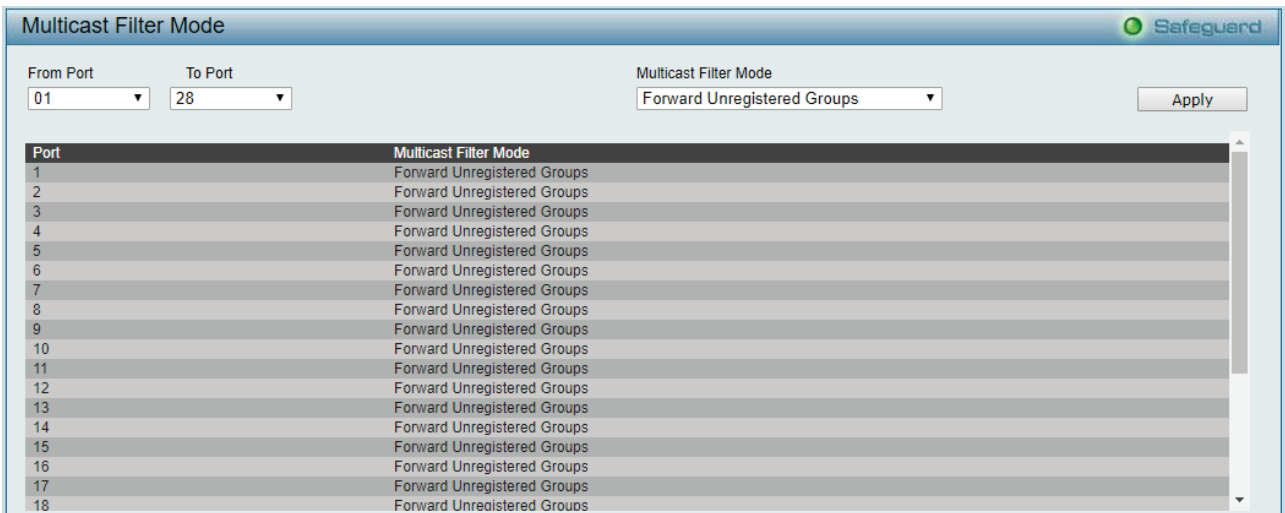 Multicast Filter Mode
Safeguard
From Port To Port Multicast Filter Mode
01 28 Forward Unregistered Groups Apply
Port Multicast Filter Mode
1 Forward Unregistered Groups
2 Forward Unregistered Groups
3 Forward Unregistered Groups
4 Forward Unregistered Groups
5 Forward Unregistered Groups
6 Forward Unregistered Groups
7 Forward Unregistered Groups
8 Forward Unregistered Groups
9 Forward Unregistered Groups
10 Forward Unregistered Groups
11 Forward Unregistered Groups
12 Forward Unregistered Groups
13 Forward Unregistered Groups
14 Forward Unregistered Groups
15 Forward Unregistered Groups
16 Forward Unregistered Groups
17 Forward Unregistered Groups
18 Forward Unregistered Groups